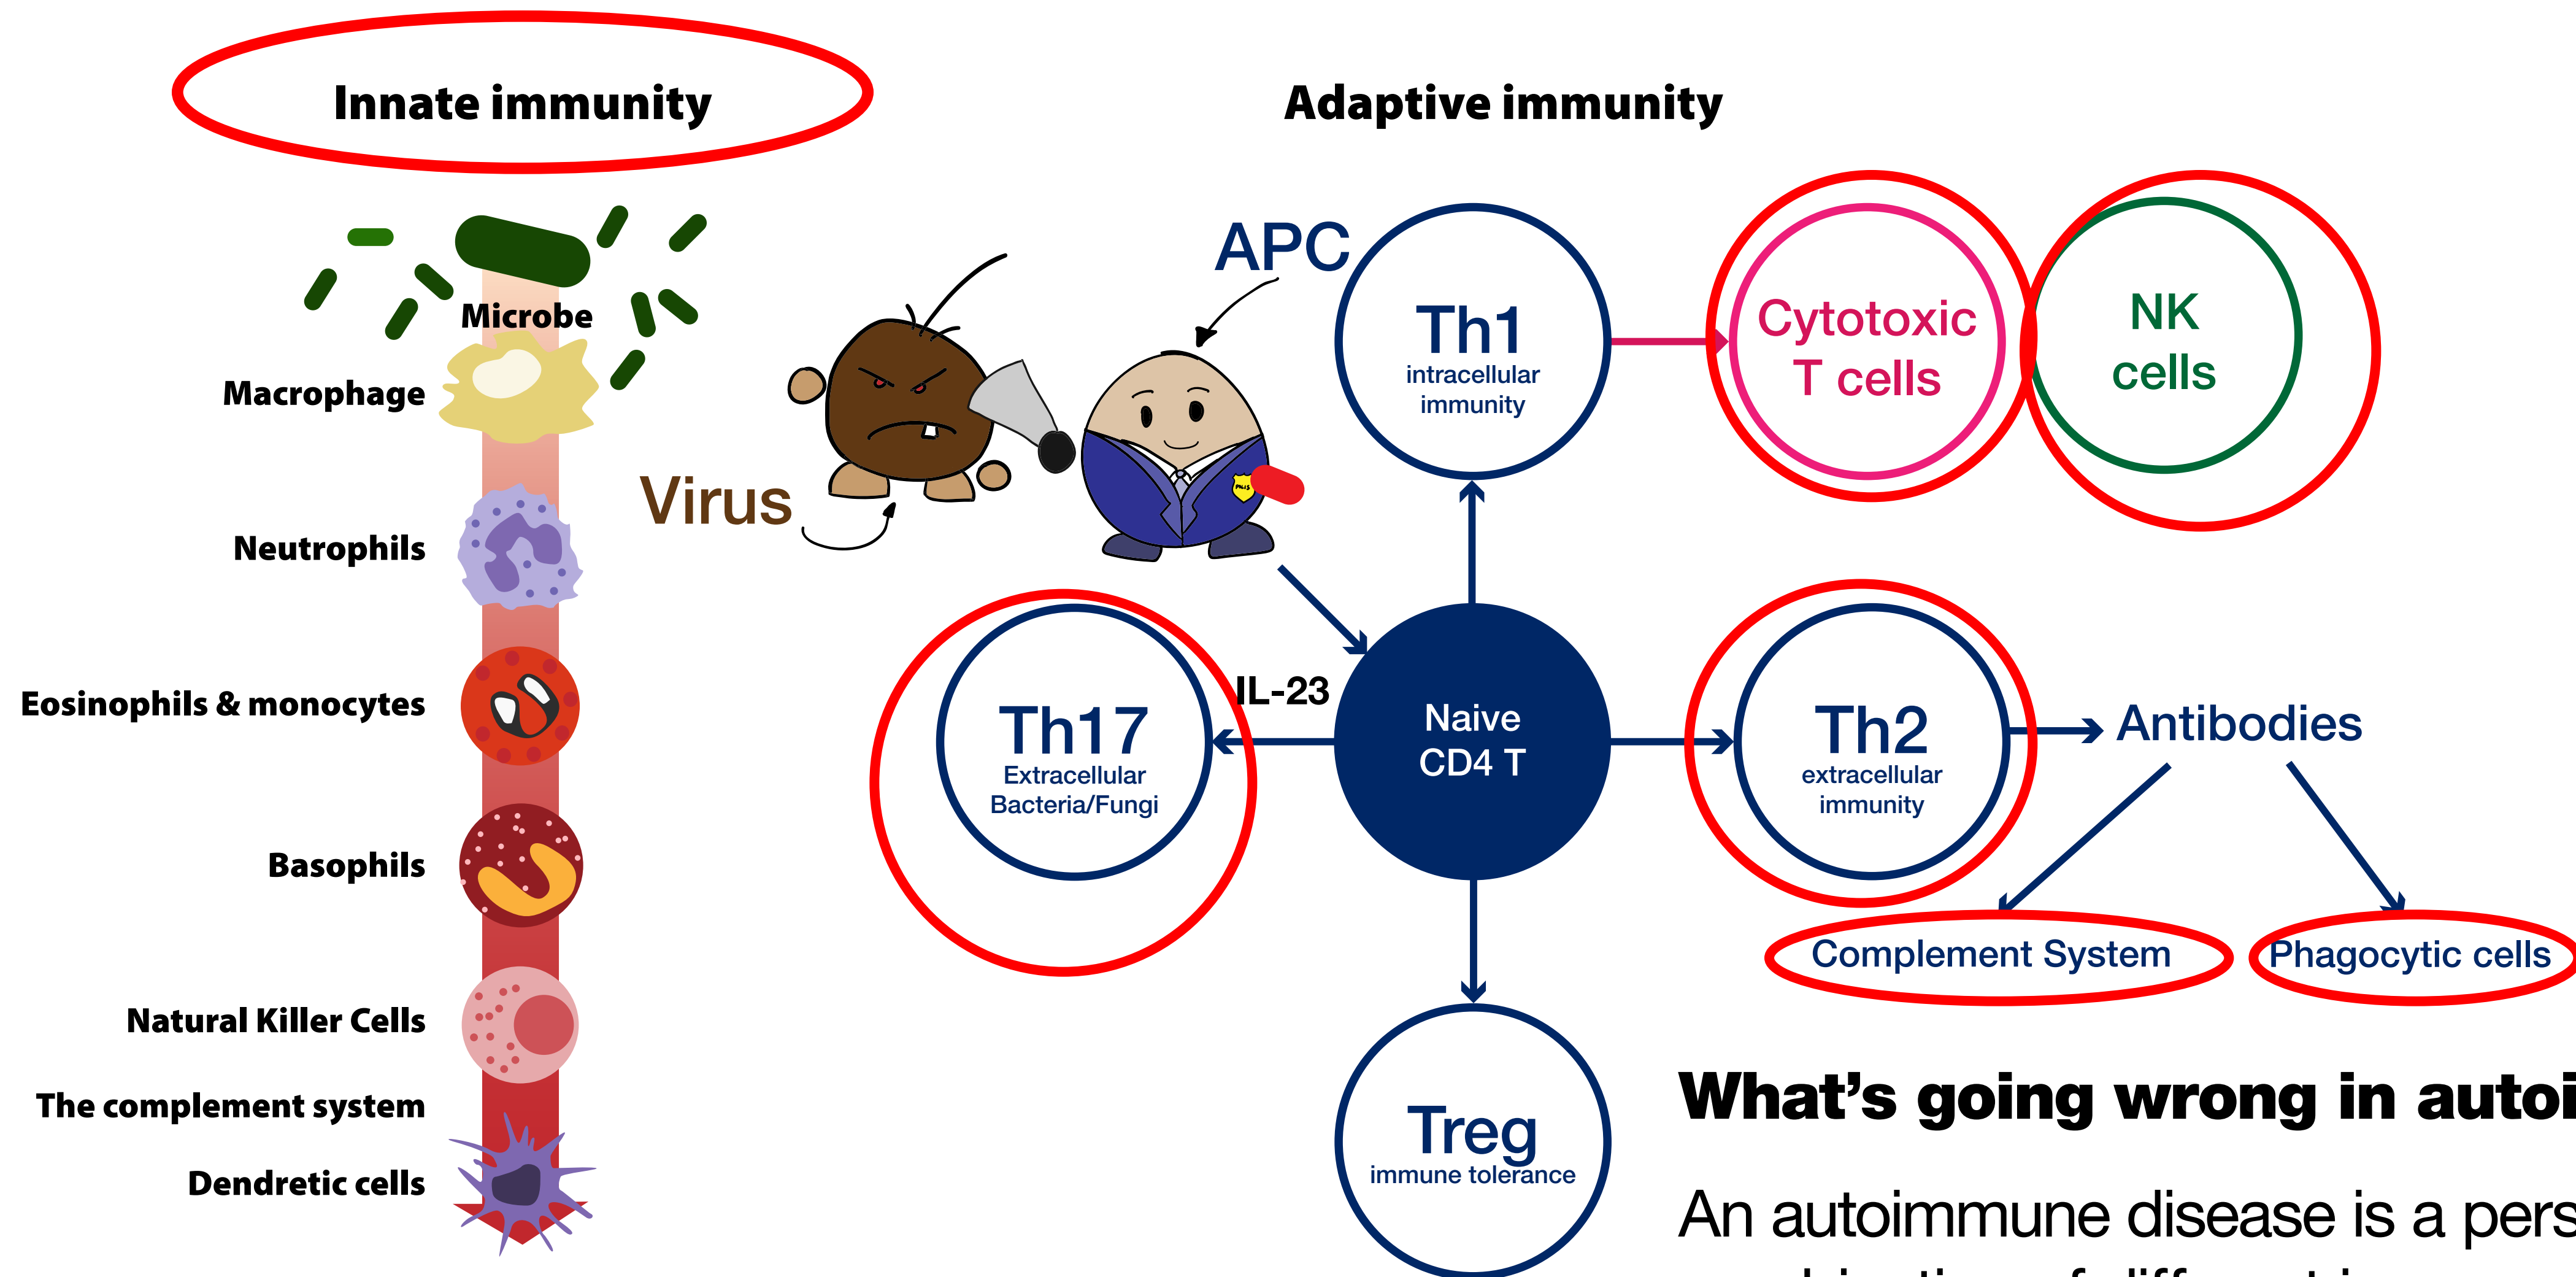 Innate immunity
Microbe
Macrophage
Neutrophils
Eosinophils & monocytes
Basophils
Natural Killer Cells
The complement system
Dendretic cells
Adaptive immunity
Virus
APC
Th1
intracellular
immunity
Cytotoxic
T cells
NK
cells
Th17
Extracellular
Bacteria/Fungi
IL-23
Naive
CD4 T
Th2
extracellular
immunity
Antibodies
Complement System
Phagocytic cells
Treg
immune tolerance
What's going wrong in autoi
An autoimmune disease is a pers